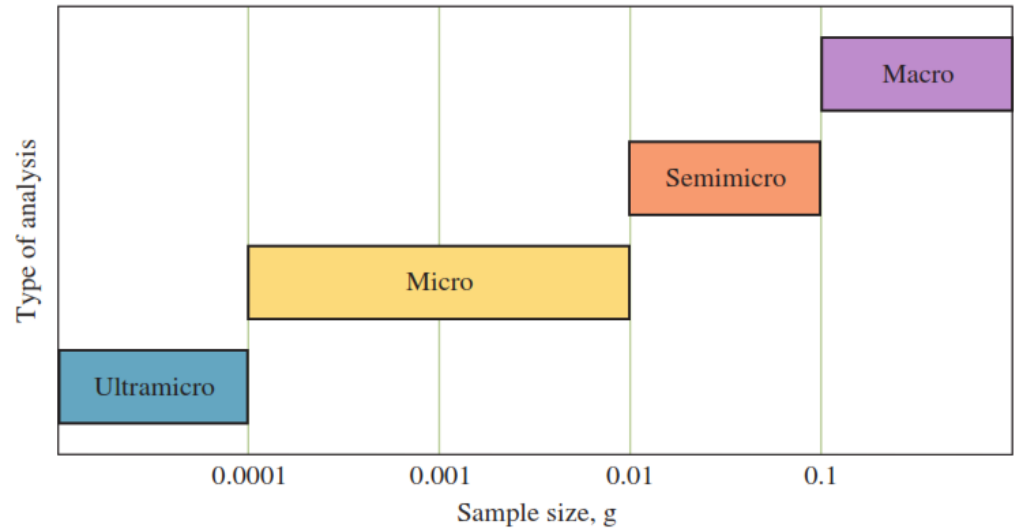 Macro
Semimicro
Micro
Ultramicro
Type of analysis
0.0001 0.001 0.01 0.1
Sample size, g